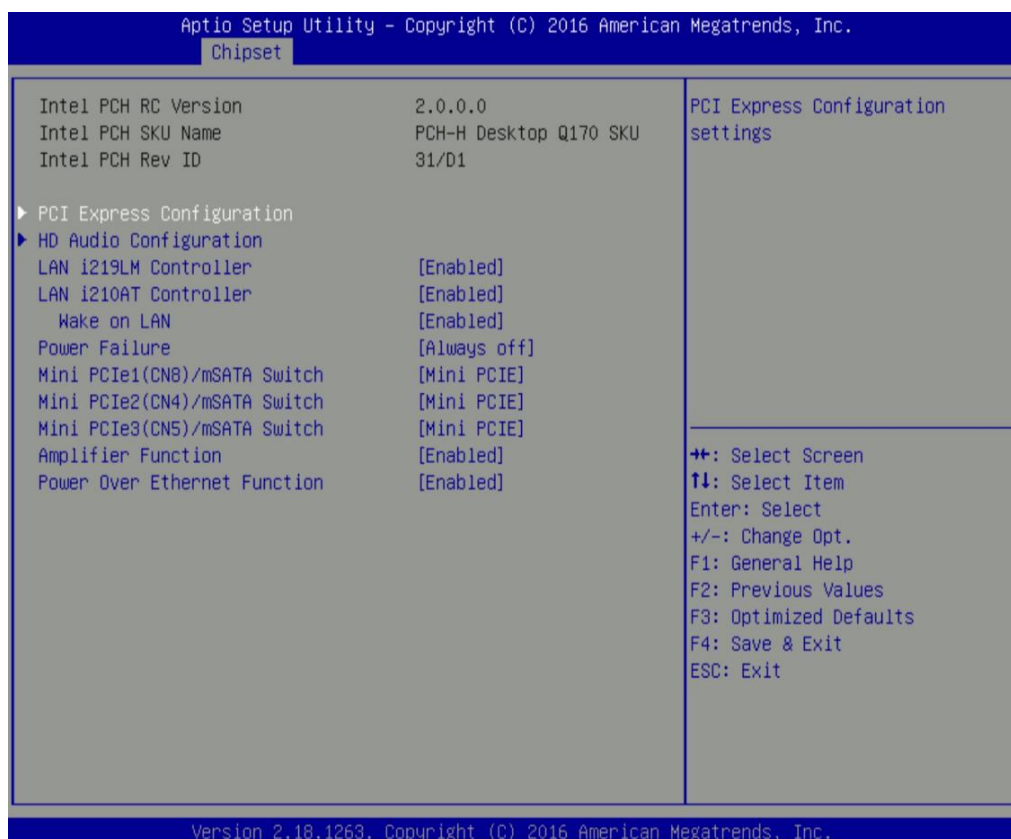 Aptio Setup Utility – Copyright (C) 2016 American Megatrends, Inc.
Chipset
Intel PCH RC Version 2.0.0.0
Intel PCH SKU Name PCH-H Desktop Q170 SKU
Intel PCH Rev ID 31/D1
PCI Express Configuration
HD Audio Configuration
LAN i219LM Controller [Enabled]
LAN i210AT Controller [Enabled]
Wake on LAN [Enabled]
Power Failure [Always off]
Mini PCIe1(CN8)/mSATA Switch [Mini PCIE]
Mini PCIe2(CN4)/mSATA Switch [Mini PCIE]
Mini PCIe3(CN5)/mSATA Switch [Mini PCIE]
Amplifier Function [Enabled]
Power Over Ethernet Function [Enabled]
PCI Express Configuration
settings
→←: Select Screen
↑↓: Select Item
Enter: Select
+/-: Change Opt.
F1: General Help
F2: Previous Values
F3: Optimized Defaults
F4: Save & Exit
ESC: Exit
Version 2.18.1263. Copyright (C) 2016 American Megatrends, Inc.